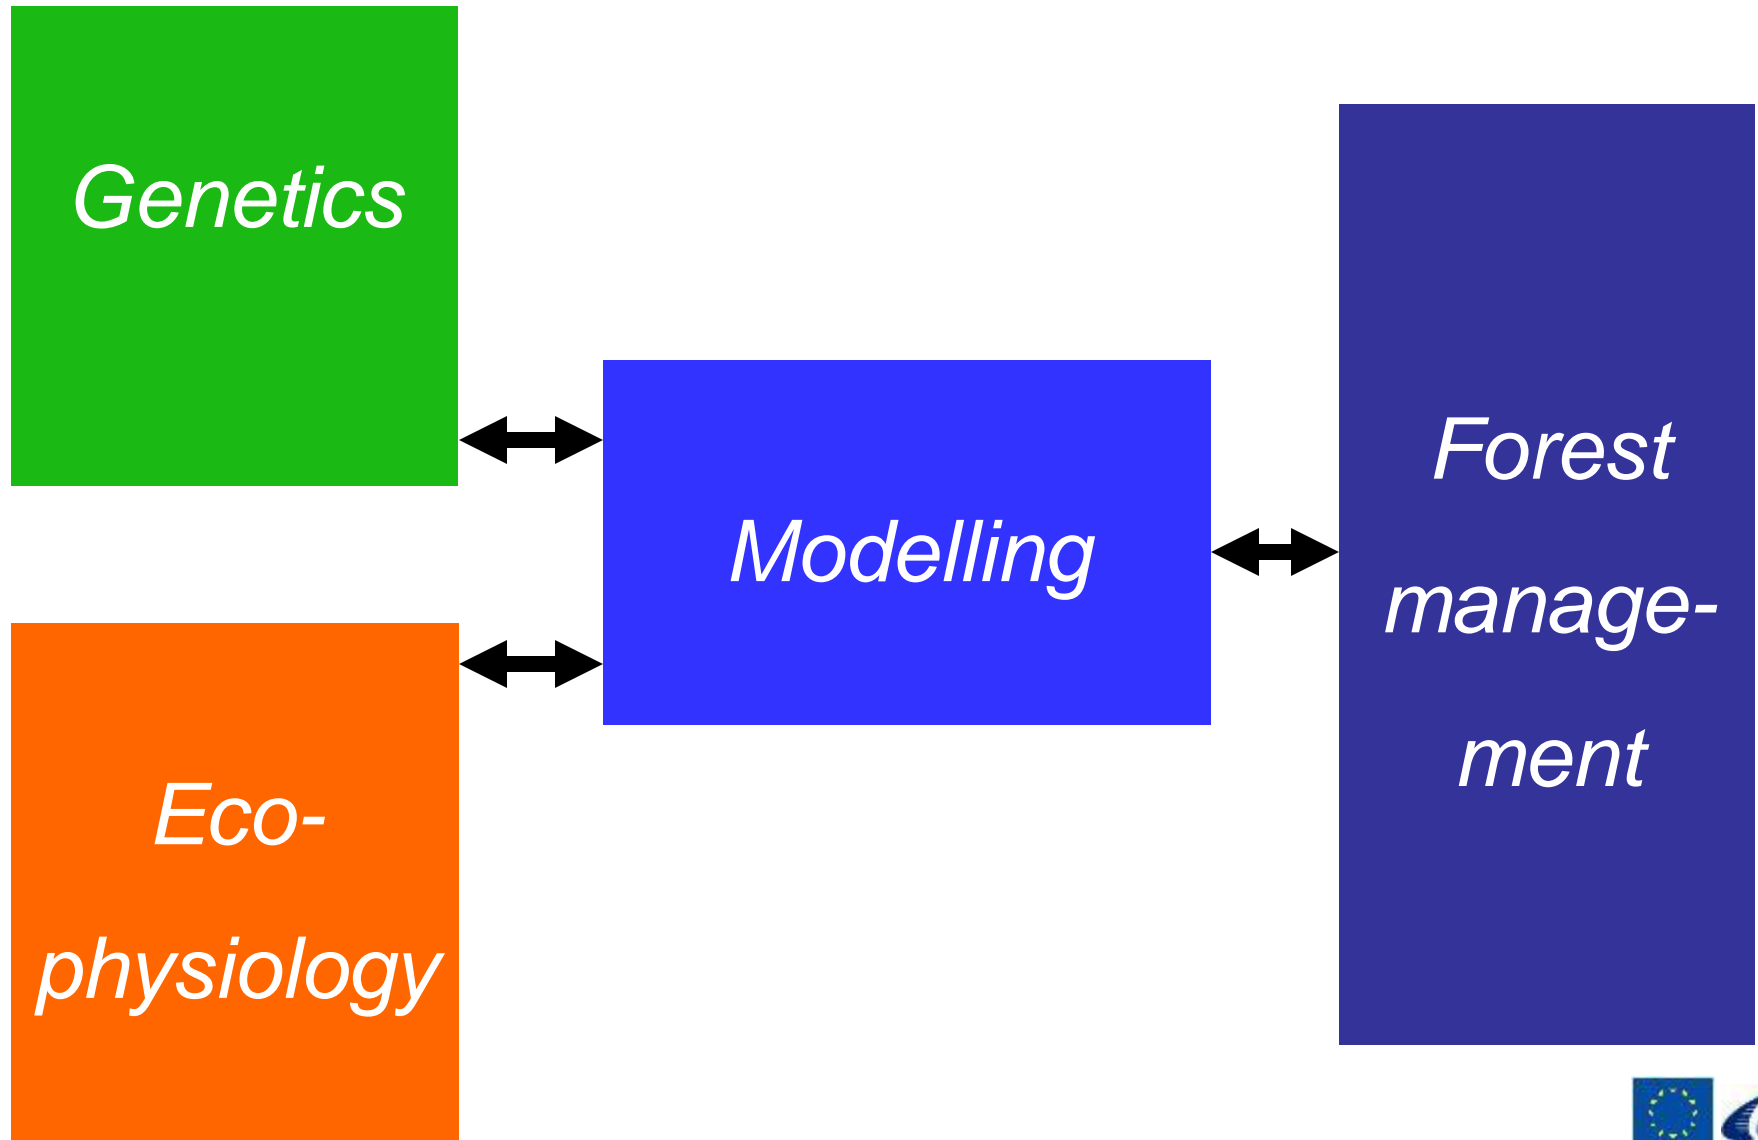 Genetics
Eco-
physiology
Modelling
Forest
manage-
ment